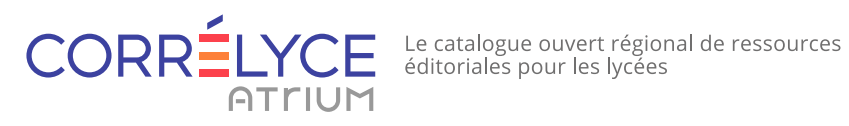 CORRÉLYCE
ATrIUM
Le catalogue ouvert régional de ressources
éditoriales pour les lycées